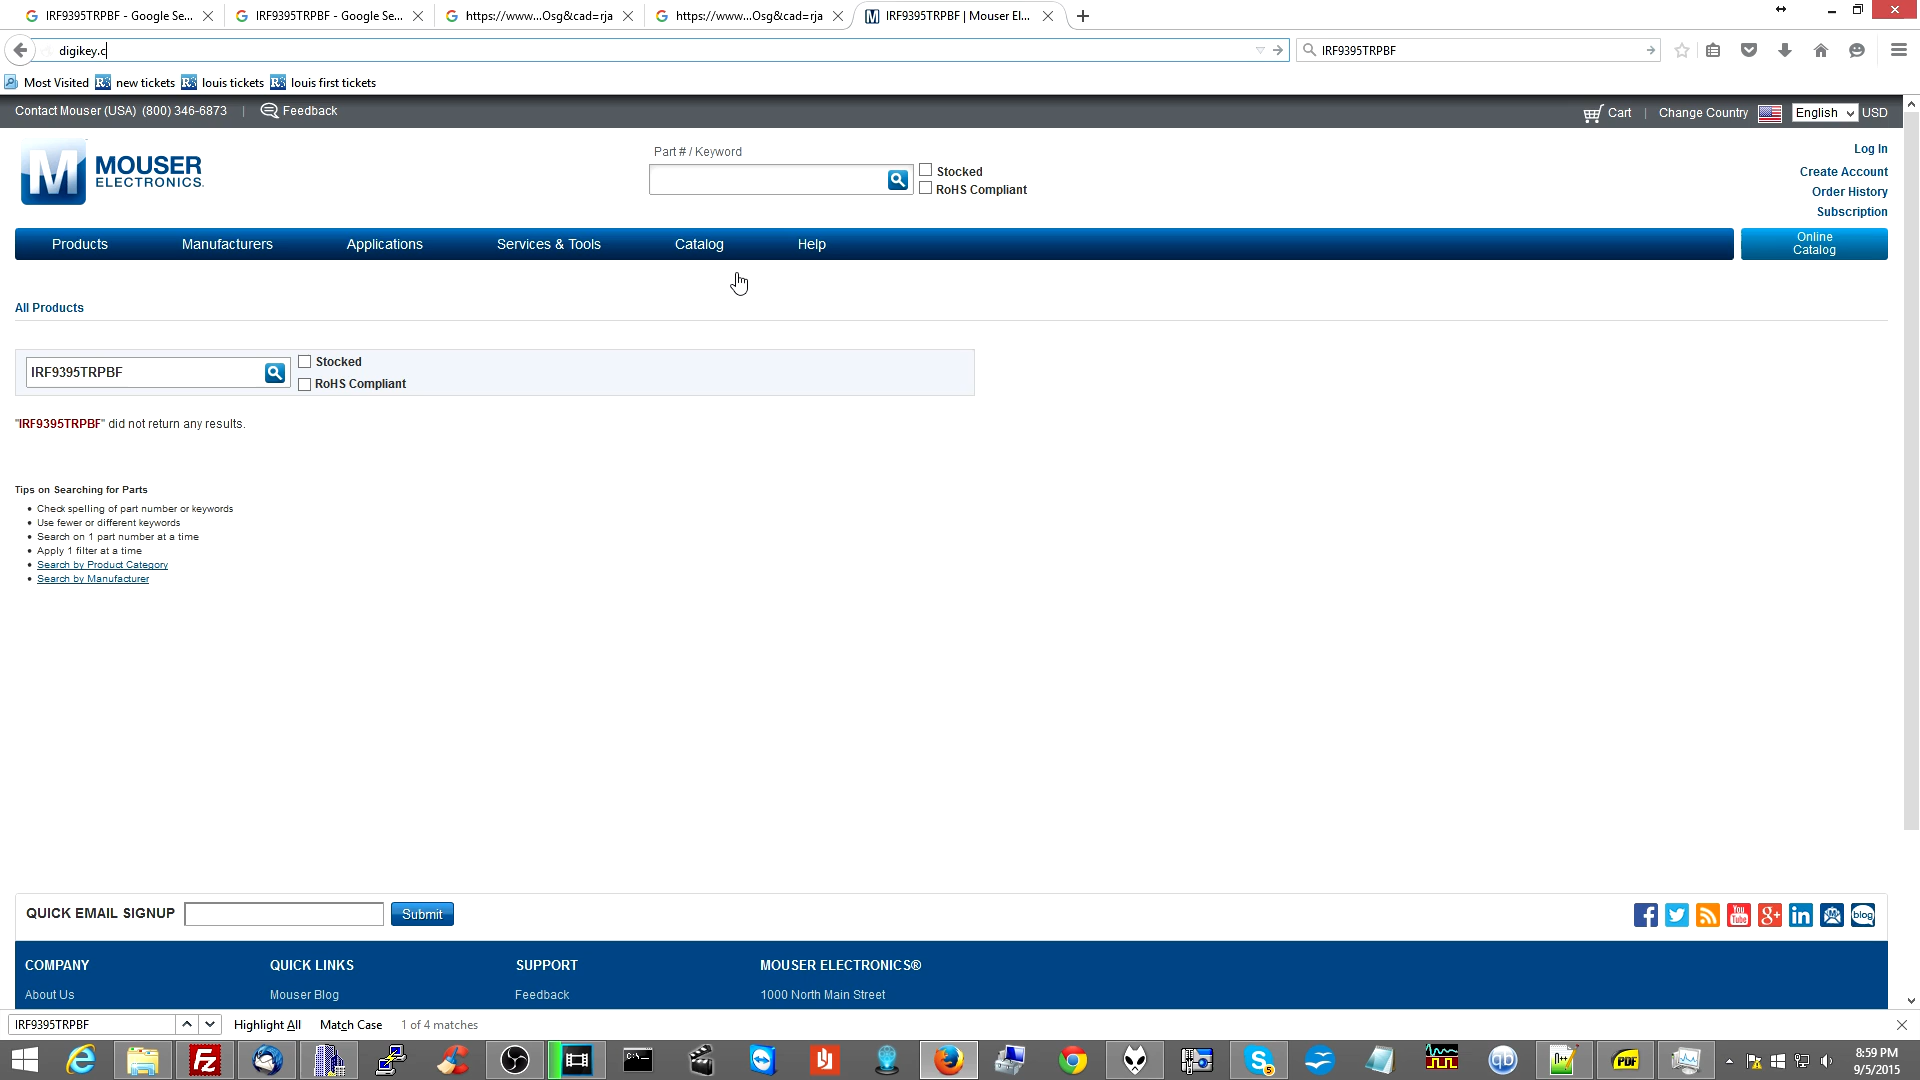 IRF9395TRPBF - Google Se...
IRF9395TRPBF - Google Se...
https://www...Osg&cad=rja
https://www...Osg&cad=rja
IRF9395TRPBF | Mouser El...
digikey.c
IRF9395TRPBF
Most Visited
new tickets
louis tickets
louis first tickets
Contact Mouser (USA) (800) 346-6873 | Feedback
Cart | Change Country English USD
MOUSER
ELECTRONICS.
Part # / Keyword
Stocked
RoHS Compliant
Log In
Create Account
Order History
Subscription
Products
Manufacturers
Applications
Services & Tools
Catalog
Help
Online
Catalog
All Products
IRF9395TRPBF
Stocked
RoHS Compliant
"IRF9395TRPBF" did not return any results.
Tips on Searching for Parts
Check spelling of part number or keywords
Use fewer or different keywords
Search on 1 part number at a time
Apply 1 filter at a time
Search by Product Category
Search by Manufacturer
QUICK EMAIL SIGNUP
Submit
COMPANY
QUICK LINKS
SUPPORT
MOUSER ELECTRONICS®
About Us
Mouser Blog
Feedback
1000 North Main Street
IRF9395TRPBF
Highlight All
Match Case
1 of 4 matches
8:59 PM
9/5/2015